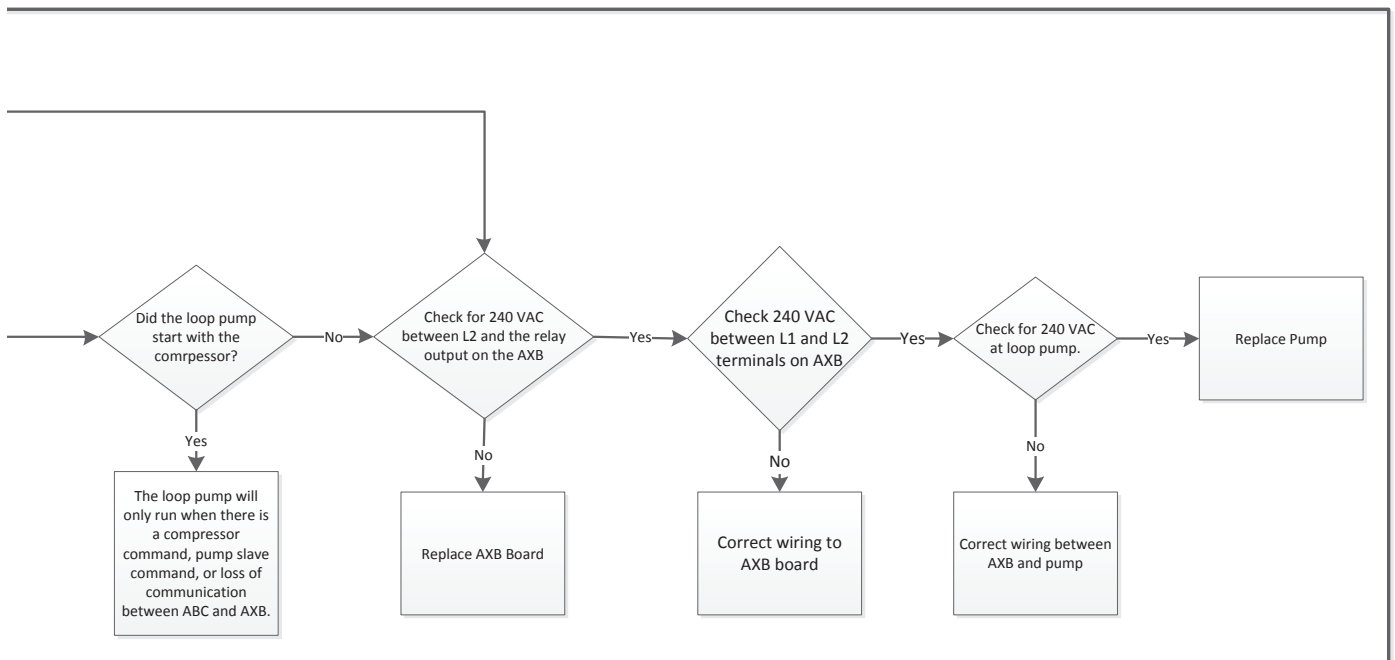 Did the loop pump
start with the
comrpessor?
No
Yes
The loop pump will
only run when there is
a compressor
command, pump slave
command, or loss of
communication
between ABC and AXB.
Check for 240 VAC
between L2 and the relay
output on the AXB
Yes
No
Replace AXB Board
Check 240 VAC
between L1 and L2
terminals on AXB
Yes
No
Correct wiring to
AXB board
Check for 240 VAC
at loop pump.
Yes
No
Correct wiring between
AXB and pump
Replace Pump